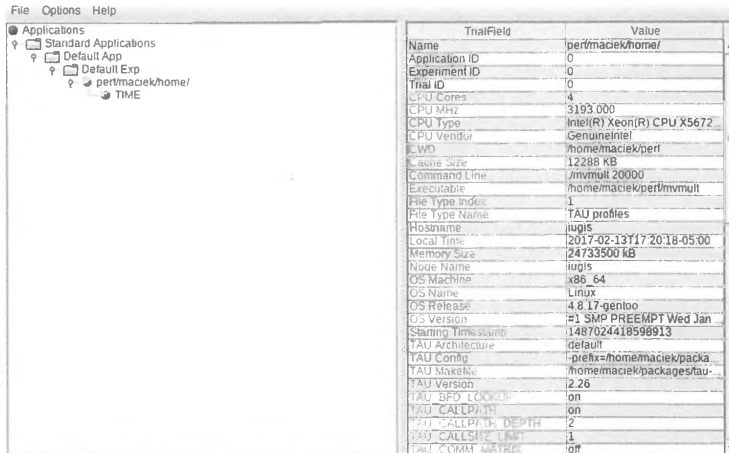 File Options Help
Applications
Standard Applications
Default App
Default Exp
perf/maciek/home/
TIME
TrialField Value
Name perf/maciek/home/
Application ID 0
Experiment ID 0
Trial ID 0
CPU Cores 4
CPU MHz 3193.000
CPU Type Intel(R) Xeon(R) CPU X5672
CPU Vendor GenuineIntel
CWD /home/maciek/perf
Cache Size 12288 KB
Command Line ./mvmult 20000
Executable /home/maciek/perf/mvmult
File Type Index 1
File Type Name TAU profiles
Hostname iugis
Local Time 2017-02-13T17:20:18-05:00
Memory Size 24733500 kB
Node Name iugis
OS Machine x86_64
OS Name Linux
OS Release 4.8.17-gentoo
OS Version #1 SMP PREEMPT Wed Jan
Starting Timestamp 1487024418598913
TAU Architecture default
TAU Config -prefix=/home/maciek/packa...
TAU Makefile /home/maciek/packages/tau-...
TAU Version 2.26
TAU_BFD_LOOKUP on
TAU_CALLPATH on
TAU_CALLPATH_DEPTH 2
TAU_CALLSITE_LIMIT 1
TAU_COMM_MATRIX off